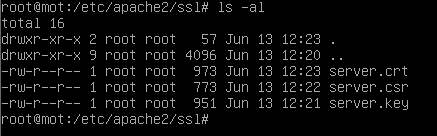 root@mot:/etc/apache2/ssl# ls -al
total 16
drwxr-xr-x 2 root root   57 Jun 13 12:23 .
drwxr-xr-x 9 root root 4096 Jun 13 12:20 ..
-rw-r--r-- 1 root root  973 Jun 13 12:23 server.crt
-rw-r--r-- 1 root root  773 Jun 13 12:22 server.csr
-rw-r--r-- 1 root root  951 Jun 13 12:21 server.key
root@mot:/etc/apache2/ssl#